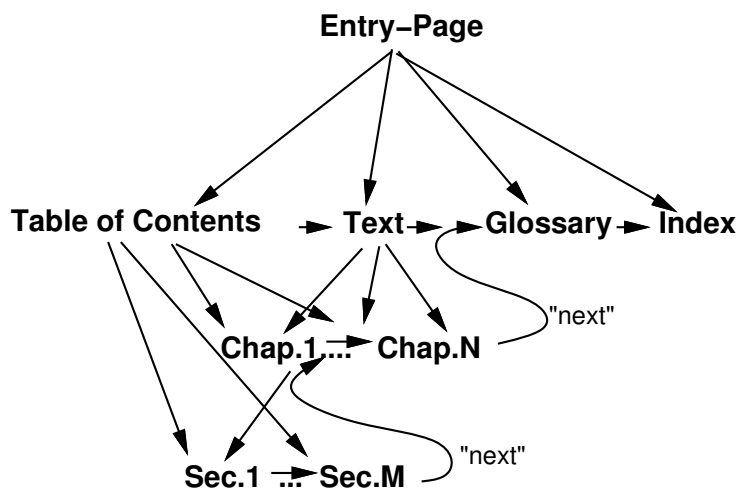 Entry–Page
Table of Contents Text Glossary Index
"next"
Chap.1.... Chap.N
"next"
Sec.1 ... Sec.M